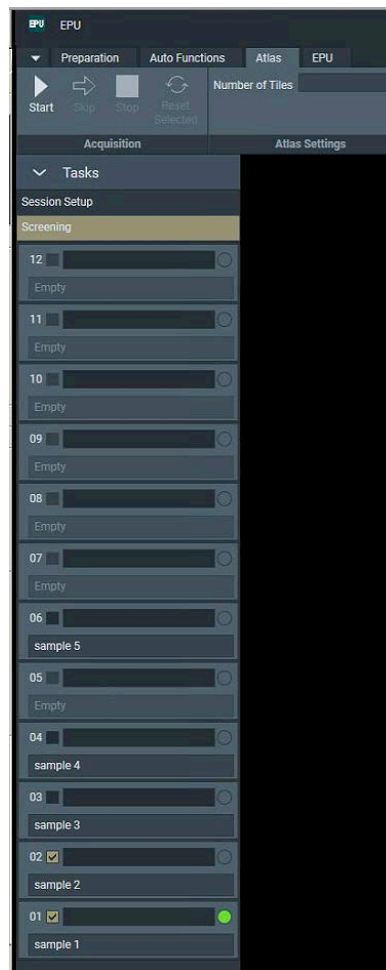 EPU EPU
Preparation Auto Functions Atlas EPU
Start Skip Stop Reset Selected Number of Tiles
Acquisition Atlas Settings
Tasks
Session Setup
Screening
12
Empty
11
Empty
10
Empty
09
Empty
08
Empty
07
Empty
06
sample 5
05
Empty
04
sample 4
03
sample 3
02
sample 2
01
sample 1